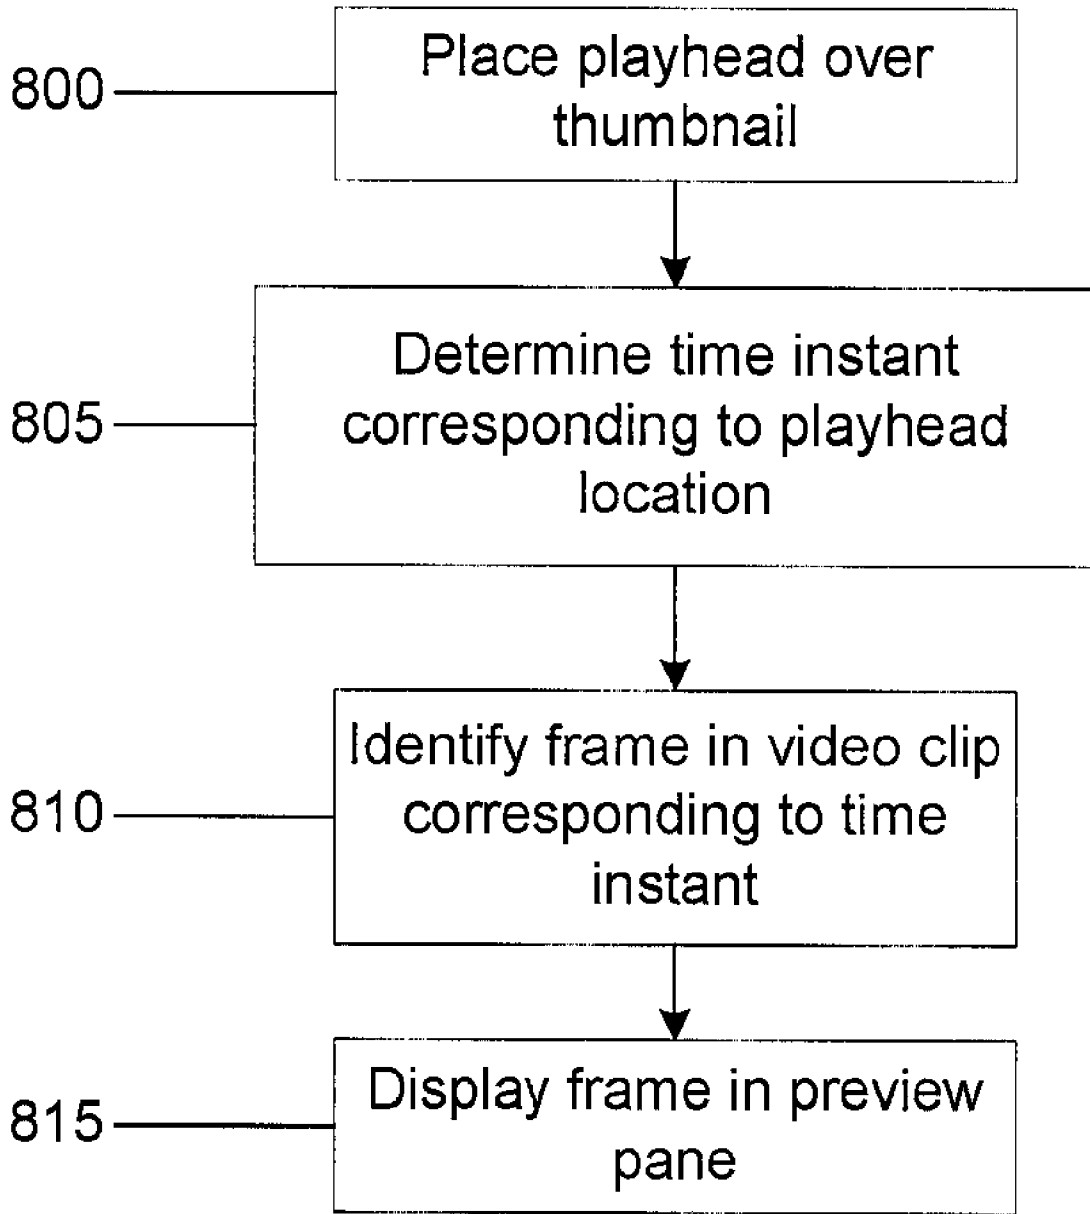 800
Place playhead over
thumbnail
805
Determine time instant
corresponding to playhead
location
810
Identify frame in video clip
corresponding to time
instant
815
Display frame in preview
pane